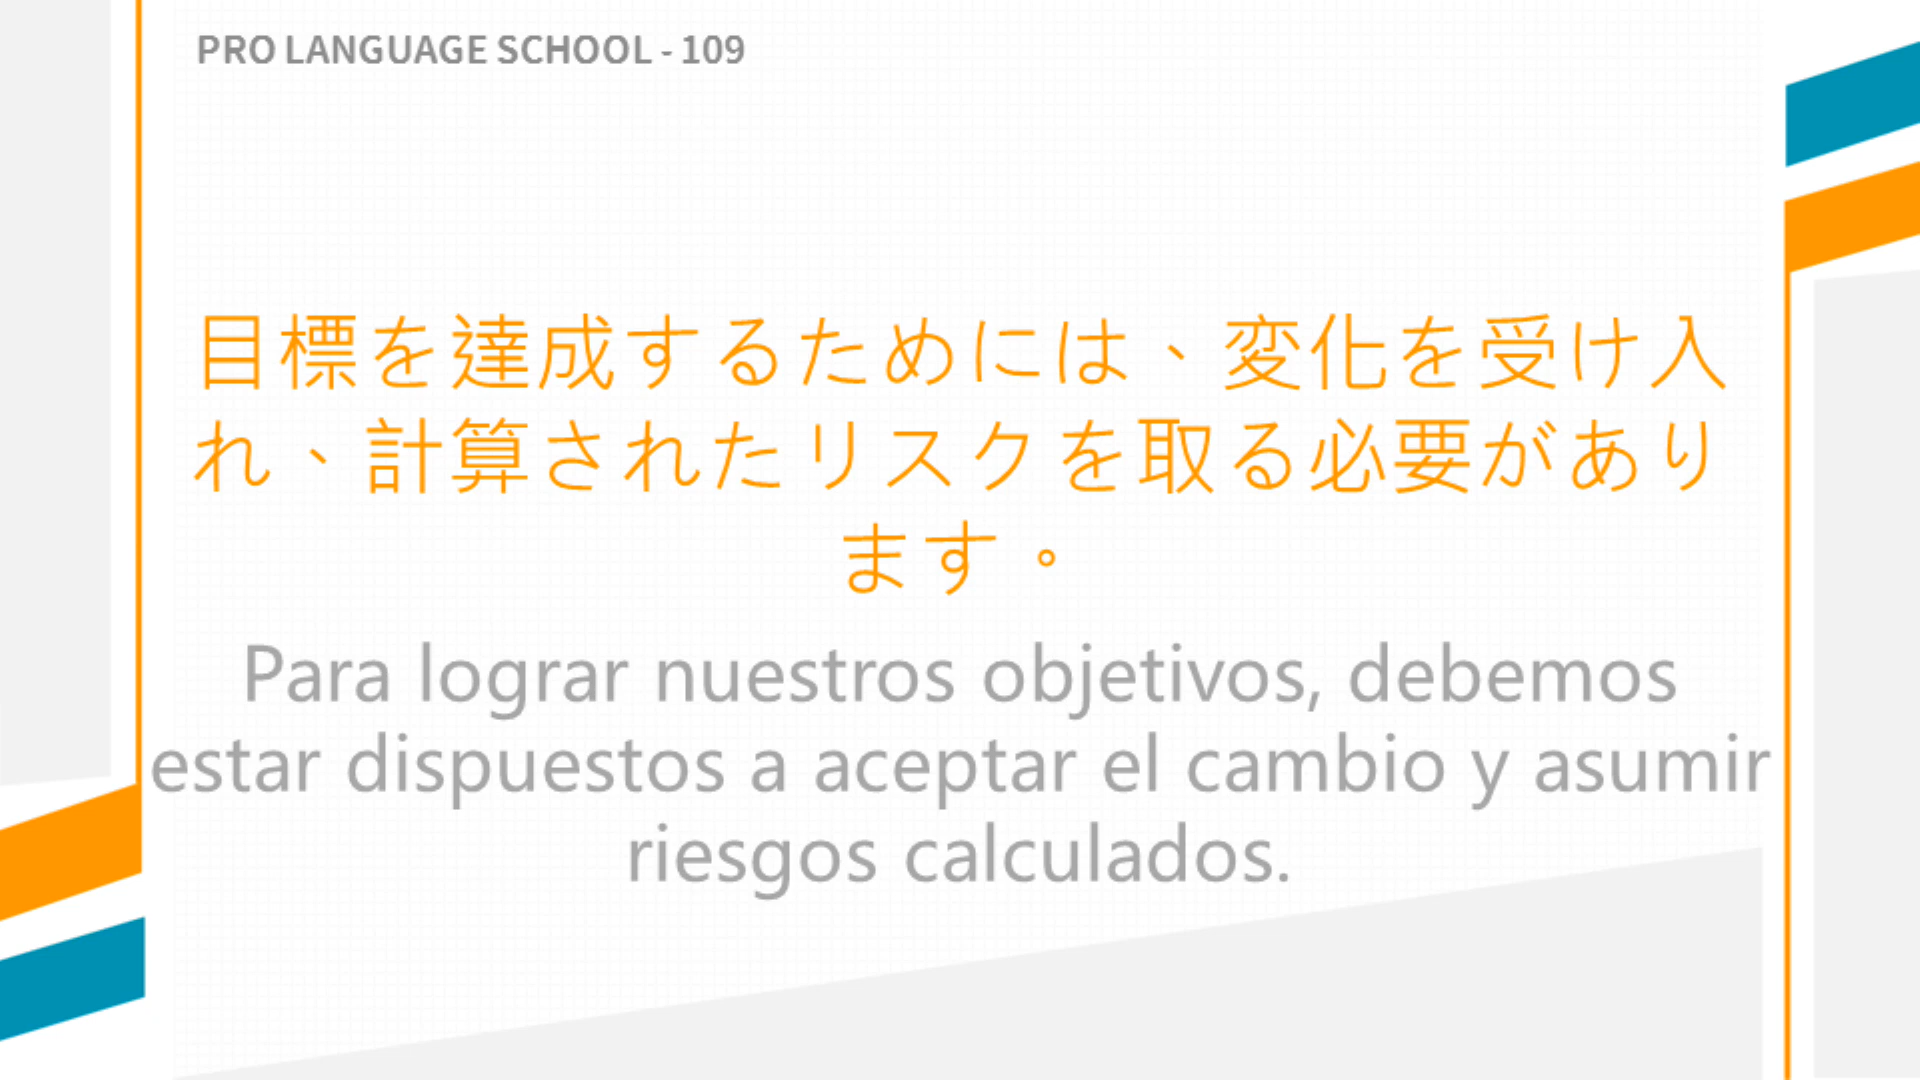 PRO LANGUAGE SCHOOL - 109
目標を達成するためには、変化を受け入
れ、計算されたリスクを取る必要があり
ます。
Para lograr nuestros objetivos, debemos
estar dispuestos a aceptar el cambio y asumir
riesgos calculados.